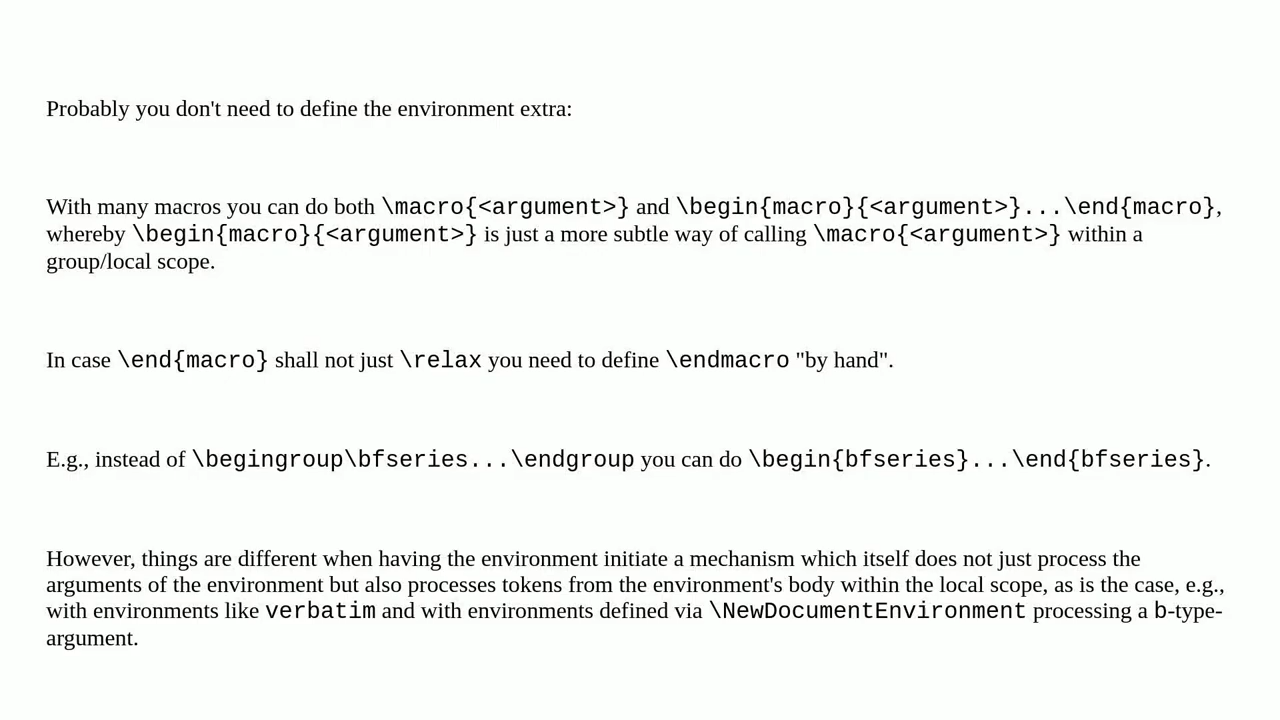 Probably you don't need to define the environment extra:
With many macros you can do both \macro{<argument>} and \begin{macro}{<argument>}...\end{macro},
whereby \begin{macro}{<argument>} is just a more subtle way of calling \macro{<argument>} within a
group/local scope.
In case \end{macro} shall not just \relax you need to define \endmacro "by hand".
E.g., instead of \begingroup\bfseries...\endgroup you can do \begin{bfseries}...\end{bfseries}.
However, things are different when having the environment initiate a mechanism which itself does not just process the
arguments of the environment but also processes tokens from the environment's body within the local scope, as is the case, e.g.,
with environments like verbatim and with environments defined via \NewDocumentEnvironment processing a b-type-
argument.